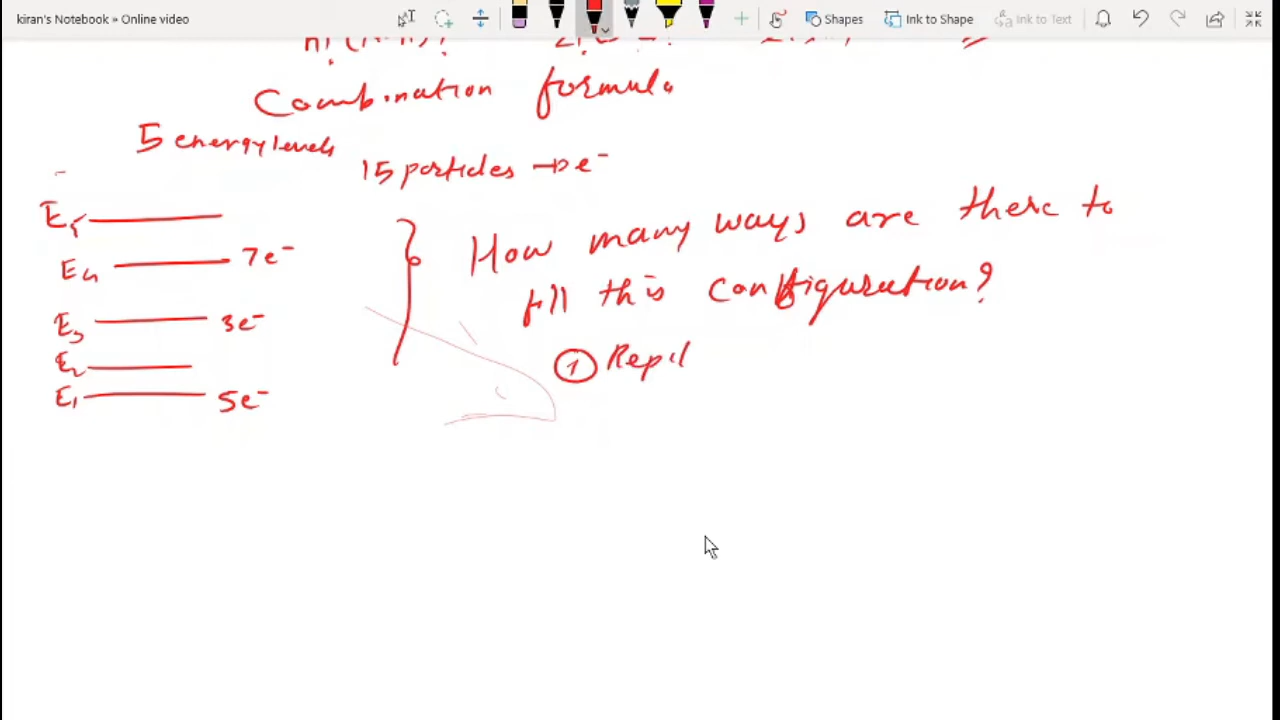 kiran's Notebook » Online video
Shapes
Ink to Shape
Ink to Text
Combination formula
5 energy levels
15 particles → e⁻
E₅
E₄ 7e⁻
E₃ 3e⁻
E₂
E₁ 5e⁻
How many ways are there to
fill this configuration?
① Repil